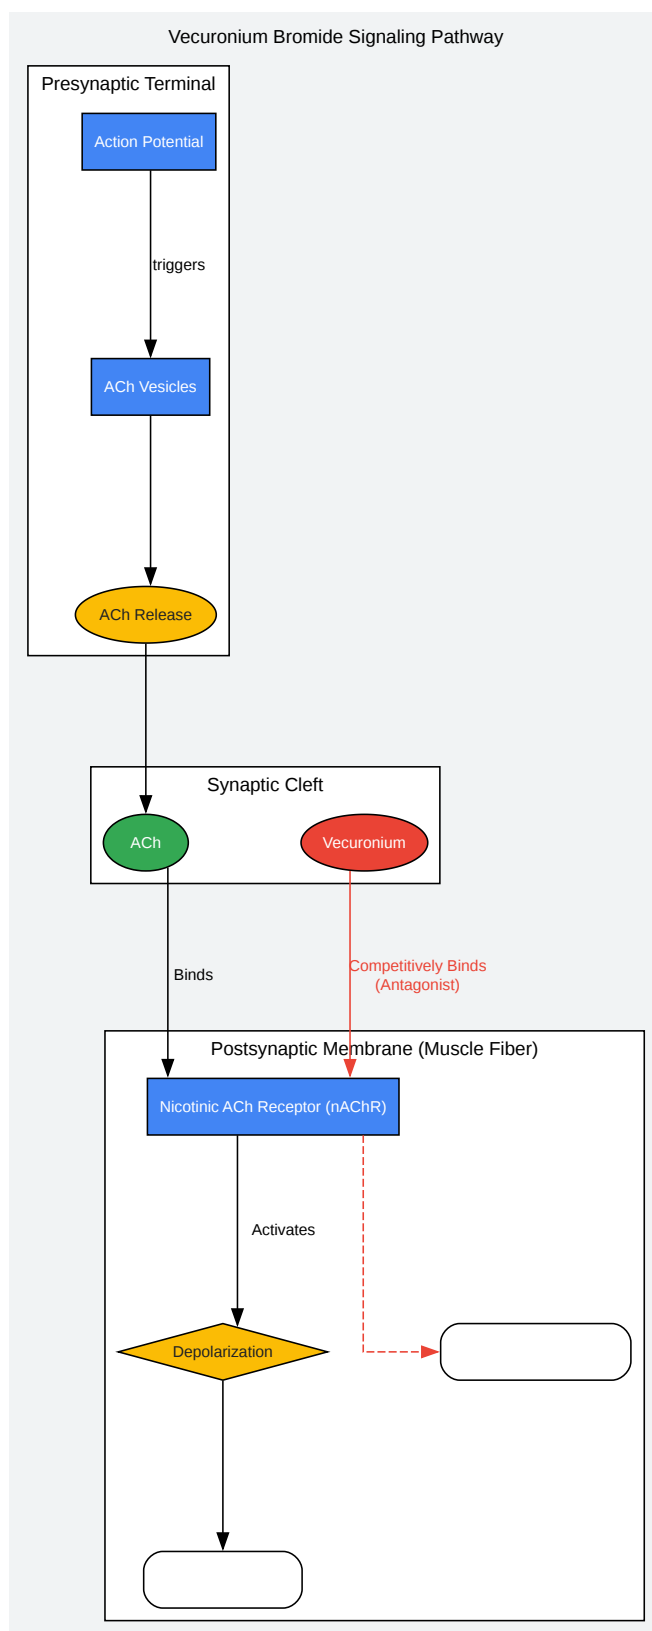 Vecuronium Bromide Signaling Pathway
Presynaptic Terminal
Action Potential
triggers
ACh Vesicles
ACh Release
Synaptic Cleft
ACh
Vecuronium
Binds
Competitively Binds
(Antagonist)
Postsynaptic Membrane (Muscle Fiber)
Nicotinic ACh Receptor (nAChR)
Activates
Depolarization